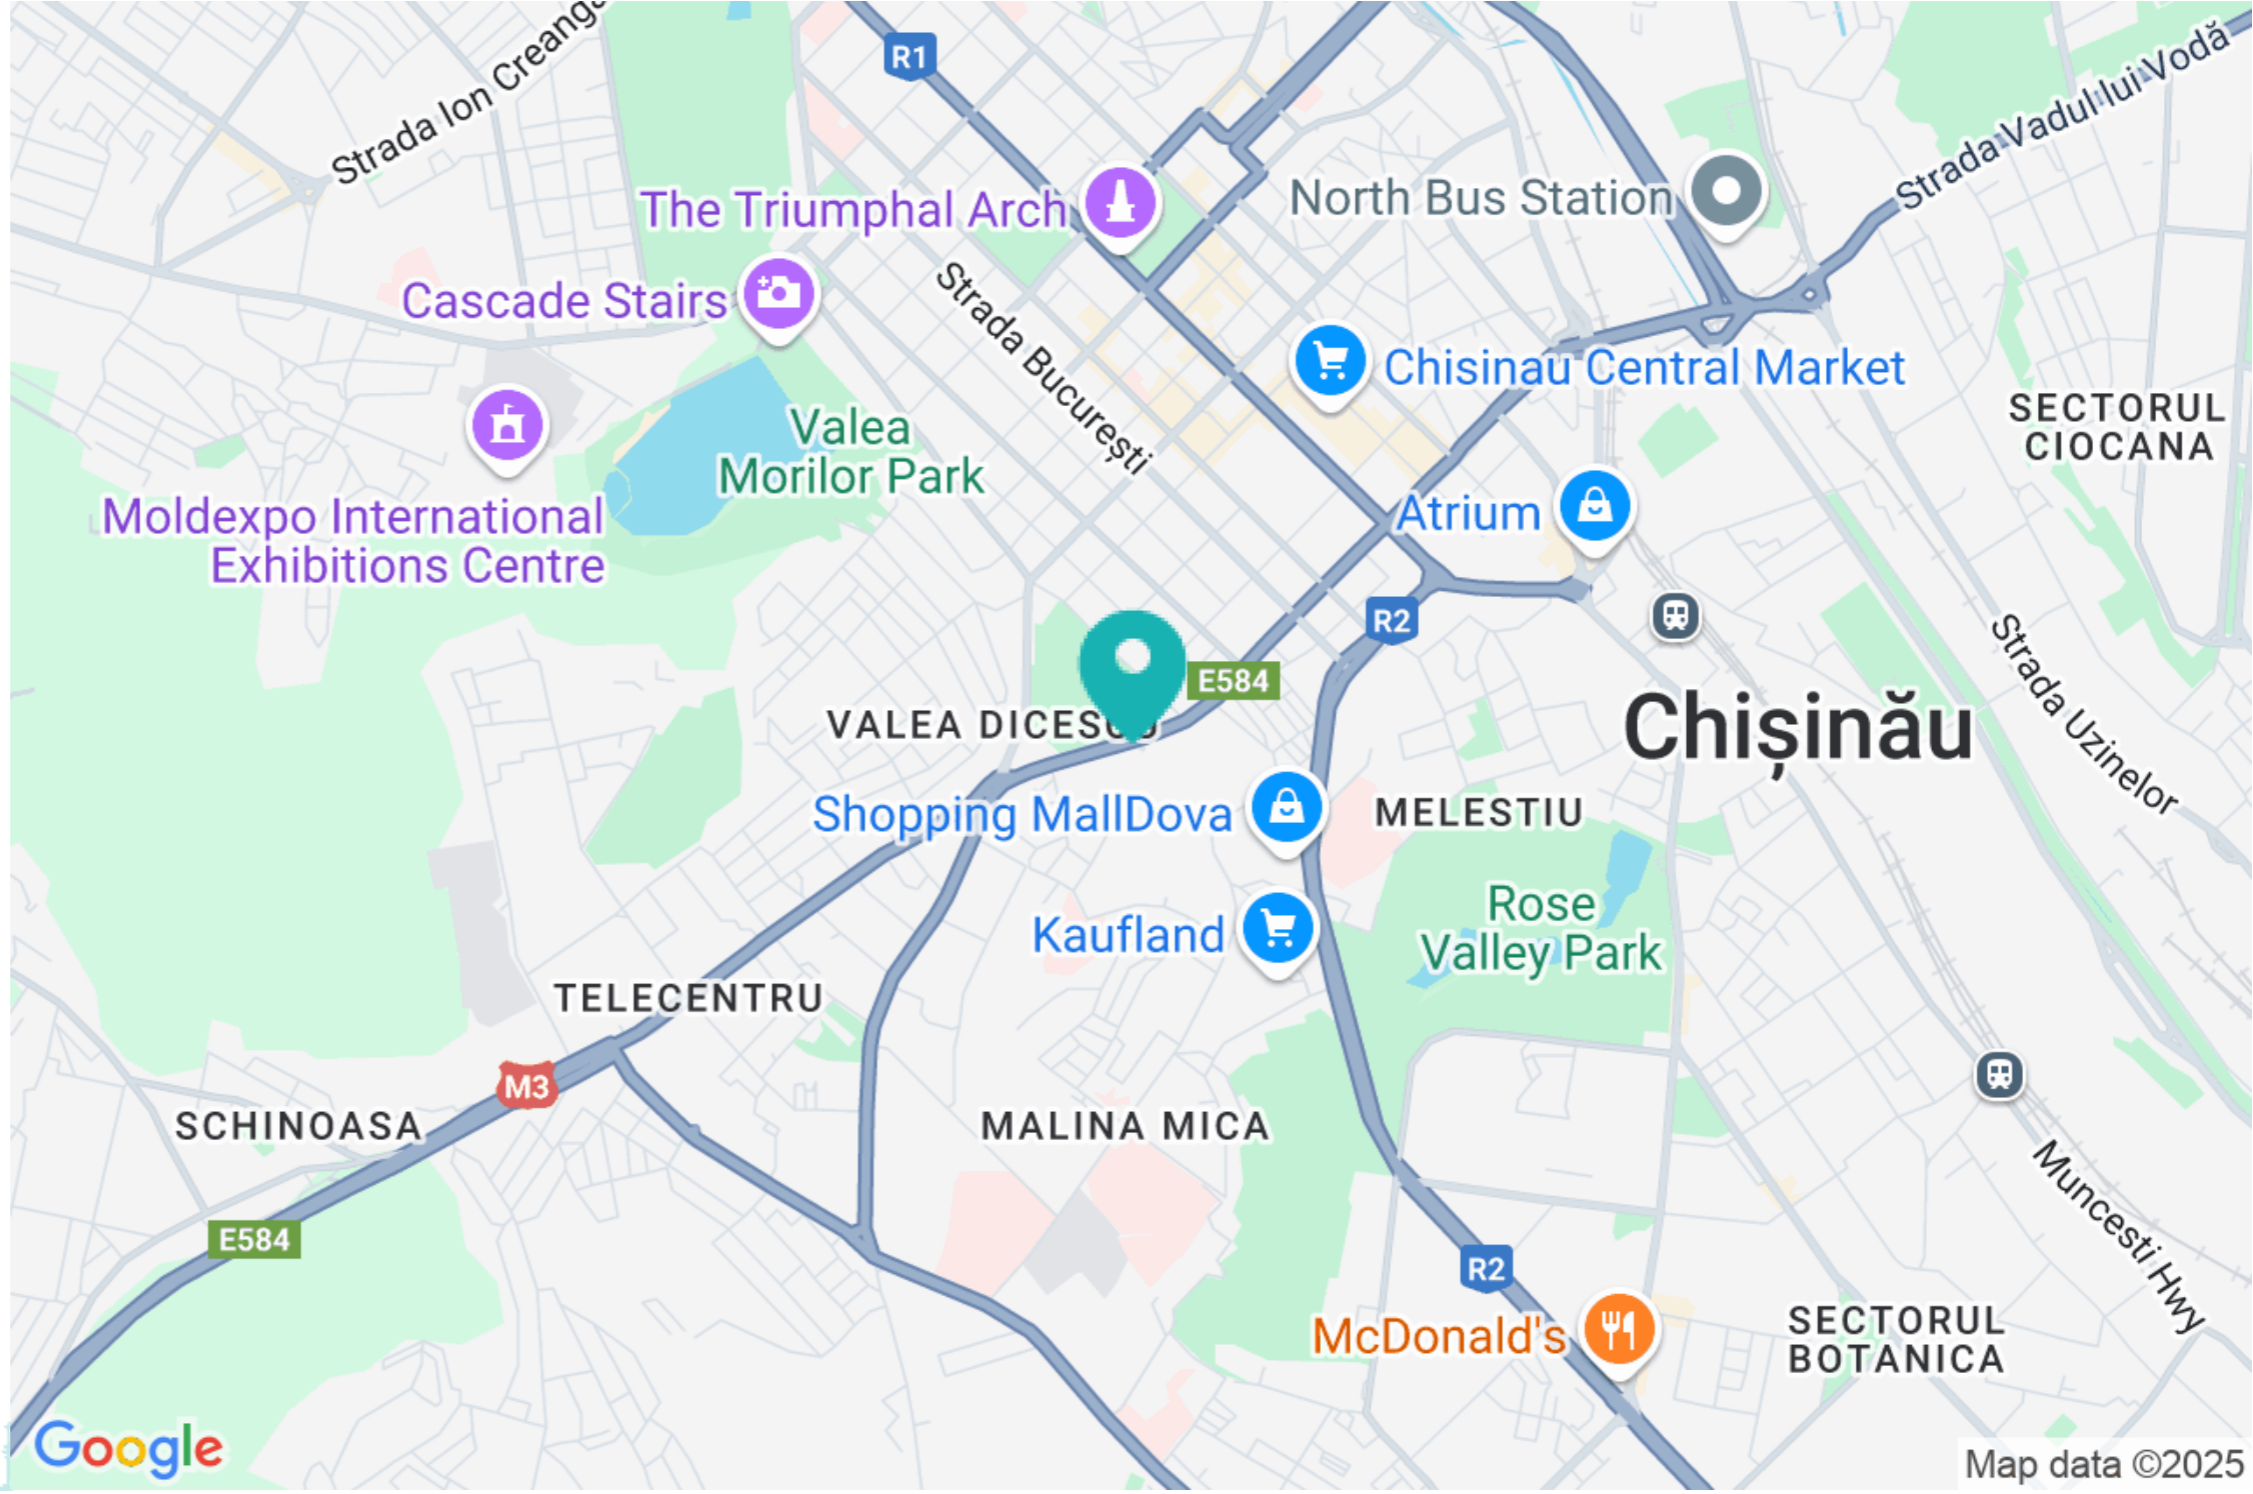 Strada Ion Creangă
R1
Strada Vadul lui Vodă
The Triumphal Arch
North Bus Station
Cascade Stairs
Strada București
Chisinau Central Market
SECTORUL
CIOCANA
Valea
Morilor Park
Moldexpo International
Exhibitions Centre
Atrium
R2
E584
VALEA DICESCU
Chișinău
Strada Uzinelor
Shopping MallDova
MELESTIU
Kaufland
Rose
Valley Park
TELECENTRU
M3
SCHINOASA
MALINA MICA
Muncesti Hwy
E584
R2
McDonald's
SECTORUL
BOTANICA
Google
Map data ©2025